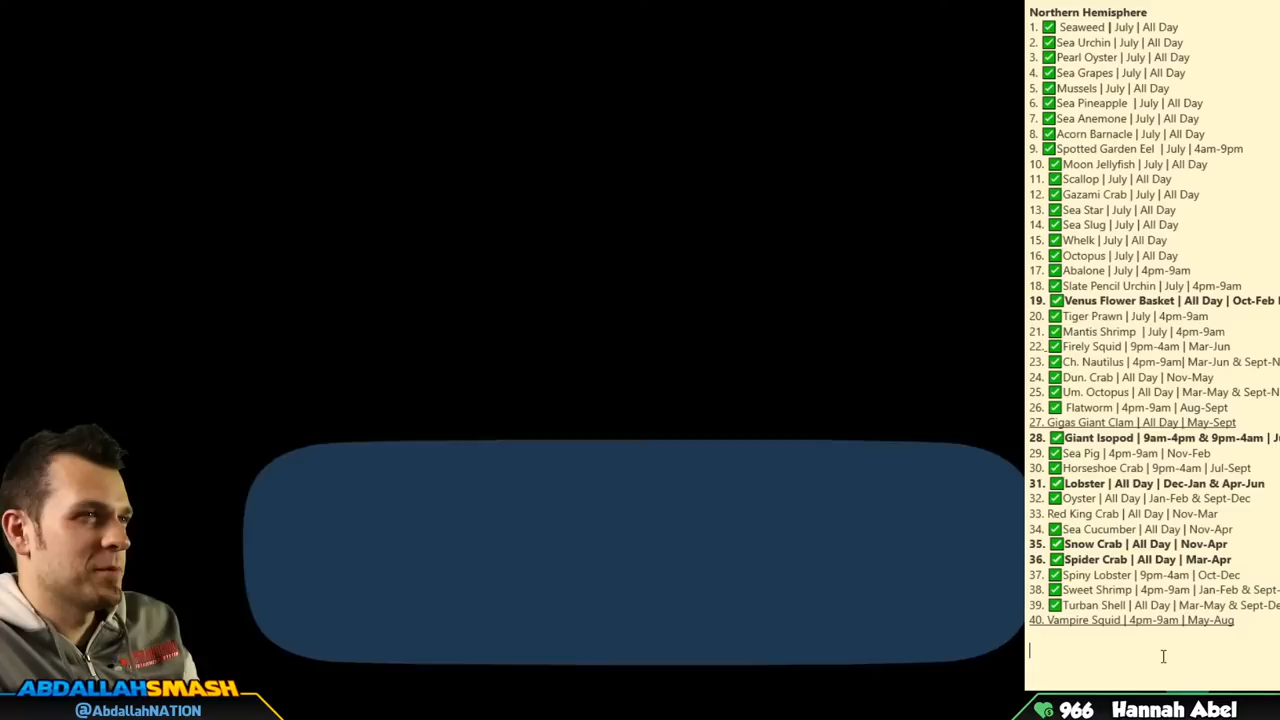 Northern Hemisphere
1. ✅ Seaweed | July | All Day
2. ✅Sea Urchin | July | All Day
3. ✅Pearl Oyster | July | All Day
4. ✅Sea Grapes | July | All Day
5. ✅Mussels | July | All Day
6. ✅Sea Pineapple | July | All Day
7. ✅Sea Anemone | July | All Day
8. ✅Acorn Barnacle | July | All Day
9. ✅Spotted Garden Eel | July | 4am-9pm
10. ✅Moon Jellyfish | July | All Day
11. ✅Scallop | July | All Day
12. ✅Gazami Crab | July | All Day
13. ✅Sea Star | July | All Day
14. ✅Sea Slug | July | All Day
15. ✅Whelk | July | All Day
16. ✅Octopus | July | All Day
17. ✅Abalone | July | 4pm-9am
18. ✅Slate Pencil Urchin | July | 4pm-9am
19. ✅Venus Flower Basket | All Day | Oct-Feb
20. ✅Tiger Prawn | July | 4pm-9am
21. ✅Mantis Shrimp | July | 4pm-9am
22. ✅Firely Squid | 9pm-4am | Mar-Jun
23. ✅Ch. Nautilus | 4pm-9am| Mar-Jun & Sept-N
24. ✅Dun. Crab | All Day | Nov-May
25. ✅Um. Octopus | All Day | Mar-May & Sept-N
26. ✅ Flatworm | 4pm-9am | Aug-Sept
27. Gigas Giant Clam | All Day | May-Sept
28. ✅Giant Isopod | 9am-4pm & 9pm-4am | J
29. ✅Sea Pig | 4pm-9am | Nov-Feb
30. ✅Horseshoe Crab | 9pm-4am | Jul-Sept
31. ✅Lobster | All Day | Dec-Jan & Apr-Jun
32. ✅Oyster | All Day | Jan-Feb & Sept-Dec
33. Red King Crab | All Day | Nov-Mar
34. ✅Sea Cucumber | All Day | Nov-Apr
35. ✅Snow Crab | All Day | Nov-Apr
36. ✅Spider Crab | All Day | Mar-Apr
37. ✅Spiny Lobster | 9pm-4am | Oct-Dec
38. ✅Sweet Shrimp | 4pm-9am | Jan-Feb & Sept-
39. ✅Turban Shell | All Day | Mar-May & Sept-De
40. Vampire Squid | 4pm-9am | May-Aug
ABDALLAHSMASH
@AbdallahNATION
966 Hannah Abel